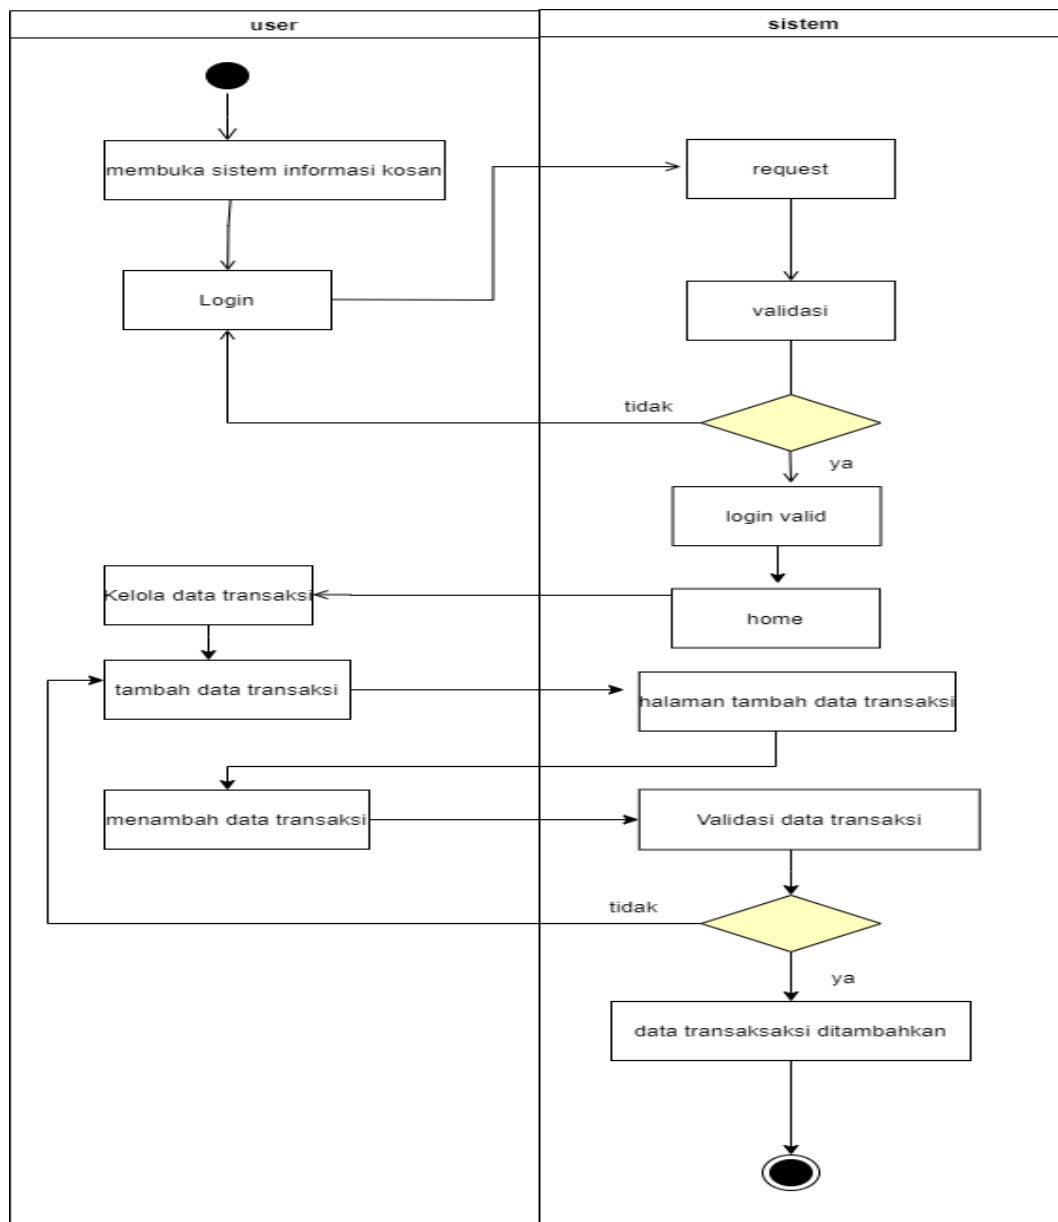 user
sistem
membuka sistem informasi kosan
request
Login
validasi
tidak
ya
login valid
Kelola data transaksi
home
tambah data transaksi
halaman tambah data transaksi
menambah data transaksi
Validasi data transaksi
tidak
ya
data transaksaksi ditambahkan